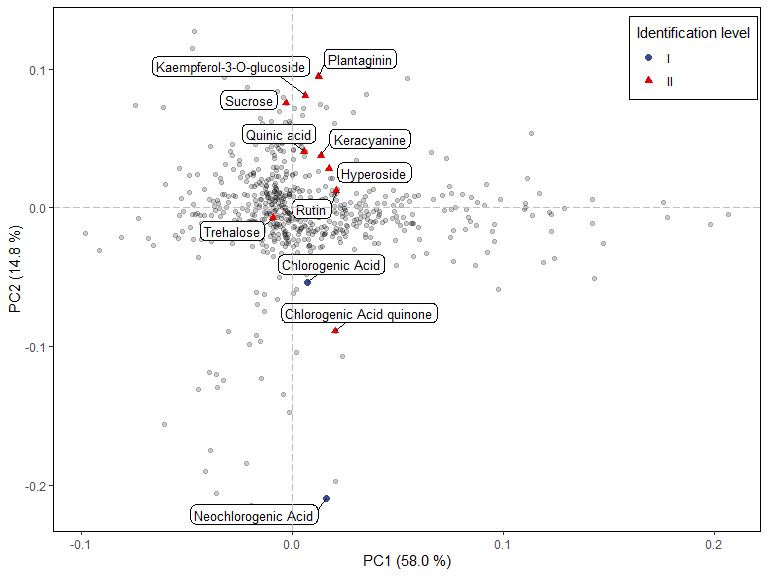 Identification level
I
II
Plantaginin
Kaempferol-3-O-glucoside
Sucrose
Quinic acid
Keracyanine
Hyperoside
Rutin
Trehalose
Chlorogenic Acid
Chlorogenic Acid quinone
Neochlorogenic Acid
0.1
0.0
-0.1
-0.2
PC2 (14.8 %)
-0.1
0.0
0.1
0.2
PC1 (58.0 %)